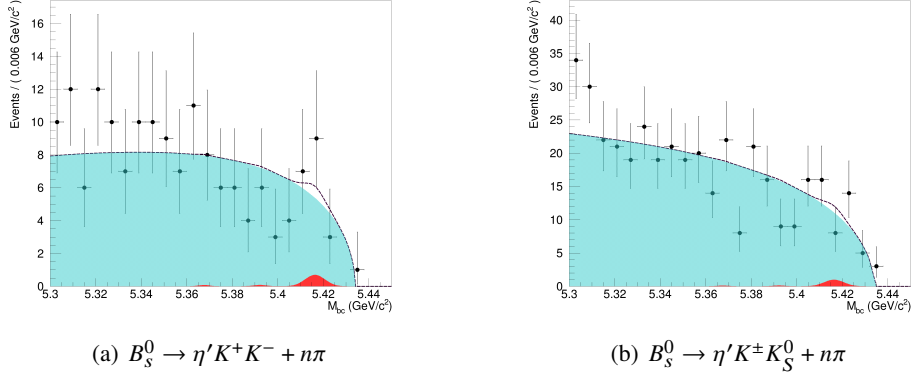 Events / ( 0.006 GeV/c² )
16
14
12
10
8
6
4
2
0
5.3 5.32 5.34 5.36 5.38 5.4 5.42 5.44
M_bc (GeV/c²)
(a) B_s^0 → η′K⁺K⁻ + nπ
Events / ( 0.006 GeV/c² )
40
35
30
25
20
15
10
5
0
5.3 5.32 5.34 5.36 5.38 5.4 5.42 5.44
M_bc (GeV/c²)
(b) B_s^0 → η′K^±K_S^0 + nπ